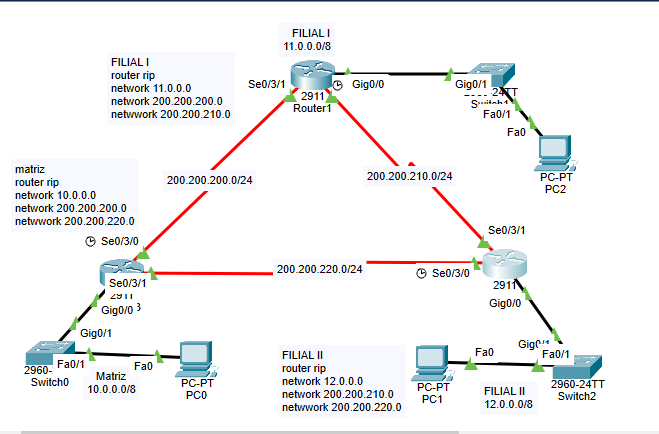 FILIAL I
11.0.0.0/8
FILIAL I
router rip
network 11.0.0.0
network 200.200.200.0
netwwork 200.200.210.0
Se0/3/1
Gig0/0
2911
Router1
Gig0/1
24TT
Fa0/1
Fa0
PC-PT
PC2
matriz
router rip
network 10.0.0.0
network 200.200.200.0
netwwork 200.200.220.0
200.200.200.0/24
200.200.210.0/24
Se0/3/0
Se0/3/1
2911
Gig0/0
Gig0/1
200.200.220.0/24
Se0/3/1
Se0/3/0
2911
Gig0/0
2960-
Switch0
Fa0/1
Matriz
10.0.0.0/8
Fa0
PC-PT
PC0
FILIAL II
router rip
network 12.0.0.0
network 200.200.210.0
netwwork 200.200.220.0
PC-PT
PC1
Fa0
FILIAL II
12.0.0.0/8
Fa0/1
2960-24TT
Switch2